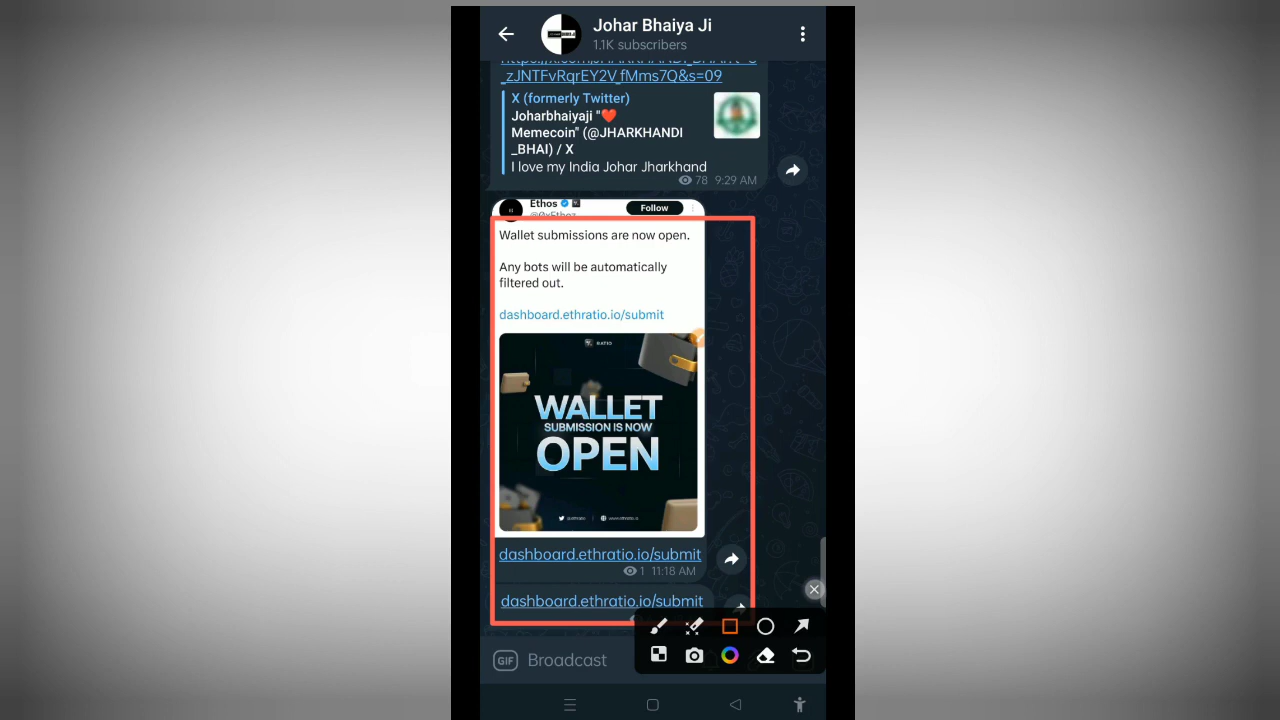 Johar Bhaiya Ji
1.1K subscribers
_zJNTFvRqrEY2V_fMms7Q&s=09
X (formerly Twitter)
Joharbhaiyaji "❤️
Memecoin" (@JHARKHANDI
_BHAI) / X
I love my India Johar Jharkhand
78 9:29 AM
Ethos
Follow
Wallet submissions are now open.
Any bots will be automatically
filtered out.
dashboard.ethratio.io/submit
RATIO
WALLET
SUBMISSION IS NOW
OPEN
dashboard.ethratio.io/submit
1 11:18 AM
dashboard.ethratio.io/submit
GIF Broadcast